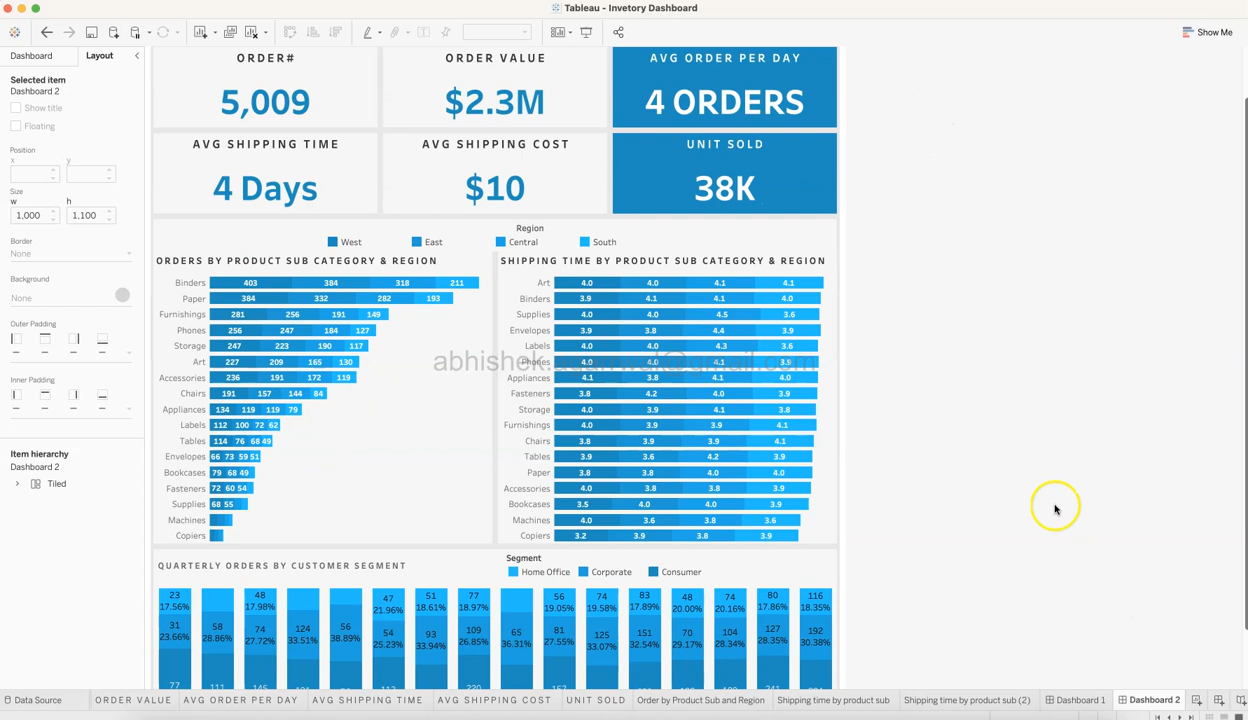 Tableau - Invetory Dashboard
Show Me
Dashboard
Layout
Selected item
Dashboard 2
Show title
Floating
Position
x y
Size
w h
1,000 1,100
Border
None
Background
None
Outer Padding
Inner Padding
Item hierarchy
Dashboard 2
Tiled
ORDER# ORDER VALUE AVG ORDER PER DAY
5,009 $2.3M 4 ORDERS
AVG SHIPPING TIME AVG SHIPPING COST UNIT SOLD
4 Days $10 38K
Region
West East Central South
ORDERS BY PRODUCT SUB CATEGORY & REGION
Binders 403 384 318 211
Paper 384 332 282 193
Furnishings 281 256 191 149
Phones 256 247 184 127
Storage 247 223 190 117
Art 227 209 165 130
Accessories 236 191 172 119
Chairs 191 157 144 84
Appliances 134 119 119 79
Labels 112 100 72 62
Tables 114 76 68 49
Envelopes 66 73 59 51
Bookcases 79 68 49
Fasteners 72 60 54
Supplies 68 55
Machines
Copiers
SHIPPING TIME BY PRODUCT SUB CATEGORY & REGION
Art 4.0 4.0 4.1 4.1
Binders 3.9 4.1 4.1 4.0
Supplies 4.0 4.0 4.5 3.6
Envelopes 3.9 3.8 4.4 3.9
Labels 4.0 4.0 4.3 3.6
Phones 4.0 4.0 4.1 3.9
Appliances 4.1 3.8 4.1 4.0
Fasteners 3.8 4.2 4.0 3.9
Storage 4.0 3.9 4.1 3.8
Furnishings 4.0 3.9 3.9 4.1
Chairs 3.8 3.9 3.9 4.1
Tables 3.9 3.6 4.2 3.9
Paper 3.8 3.8 4.0 4.0
Accessories 4.0 3.8 3.8 3.9
Bookcases 3.5 4.0 4.0 3.9
Machines 4.0 3.6 3.8 3.6
Copiers 3.2 3.9 3.8 3.9
QUARTERLY ORDERS BY CUSTOMER SEGMENT
Segment
Home Office Corporate Consumer
23 48 47 51 77 56 74 83 48 74 80 116
17.56% 17.98% 21.96% 18.61% 18.97% 19.05% 19.58% 17.89% 20.00% 20.16% 17.86% 18.35%
31 58 74 124 56 54 93 109 65 81 125 151 70 104 127 192
23.66% 28.86% 27.72% 33.51% 38.89% 25.23% 33.94% 26.85% 36.31% 27.55% 33.07% 32.54% 29.17% 28.34% 28.35% 30.38%
Data Source ORDER VALUE AVG ORDER PER DAY AVG SHIPPING TIME AVG SHIPPING COST UNIT SOLD Order by Product Sub and Region Shipping time by product sub Shipping time by product sub (2) Dashboard 1 Dashboard 2